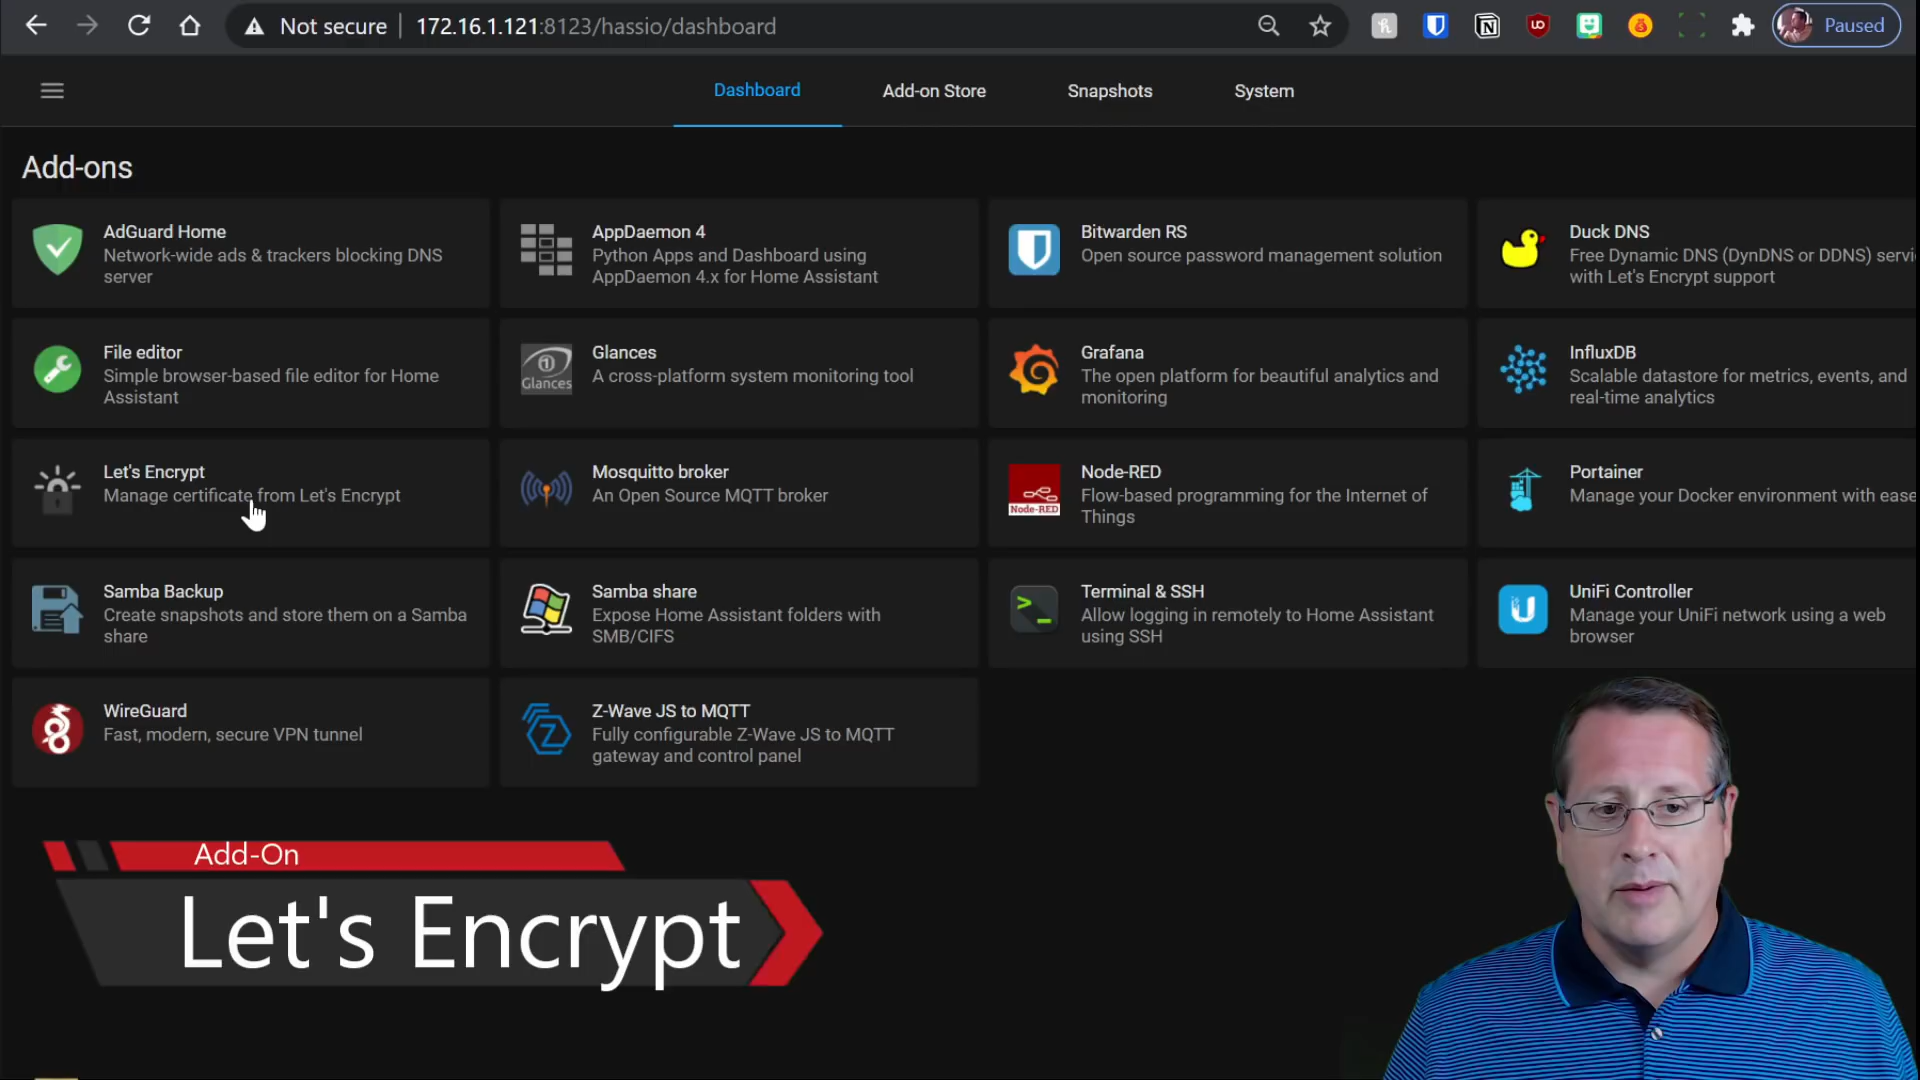 Not secure
172.16.1.121:8123/hassio/dashboard
Paused
Dashboard
Add-on Store
Snapshots
System
Add-ons
AdGuard Home
Network-wide ads & trackers blocking DNS
server
AppDaemon 4
Python Apps and Dashboard using
AppDaemon 4.x for Home Assistant
Bitwarden RS
Open source password management solution
Duck DNS
Free Dynamic DNS (DynDNS or DDNS) servi
with Let's Encrypt support
File editor
Simple browser-based file editor for Home
Assistant
Glances
Glances
A cross-platform system monitoring tool
Grafana
The open platform for beautiful analytics and
monitoring
InfluxDB
Scalable datastore for metrics, events, and
real-time analytics
Let's Encrypt
Manage certificate from Let's Encrypt
Mosquitto broker
An Open Source MQTT broker
Node-RED
Node-RED
Flow-based programming for the Internet of
Things
Portainer
Manage your Docker environment with ease
Samba Backup
Create snapshots and store them on a Samba
share
Samba share
Expose Home Assistant folders with
SMB/CIFS
Terminal & SSH
Allow logging in remotely to Home Assistant
using SSH
UniFi Controller
Manage your UniFi network using a web
browser
WireGuard
Fast, modern, secure VPN tunnel
Z-Wave JS to MQTT
Fully configurable Z-Wave JS to MQTT
gateway and control panel
Add-On
Let's Encrypt